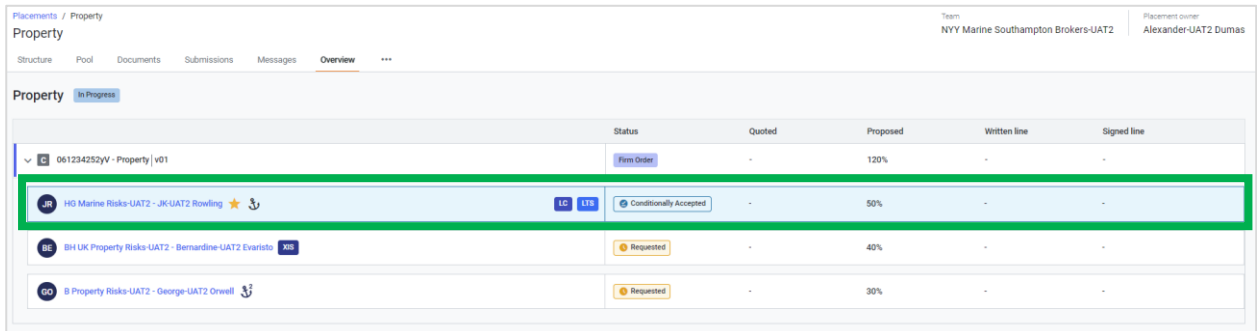 Placements / Property
Property
Team
NYY Marine Southampton Brokers-UAT2
Placement owner
Alexander-UAT2 Dumas
Structure Pool Documents Submissions Messages Overview •••
Property In Progress
Status Quoted Proposed Written line Signed line
C 061234252yV - Property | v01 Firm Order - 120% - -
JR HG Marine Risks-UAT2 - JK-UAT2 Rowling LC LTS Conditionally Accepted - 50% - -
BE BH UK Property Risks-UAT2 - Bernardine-UAT2 Evaristo XIS Requested - 40% - -
GO B Property Risks-UAT2 - George-UAT2 Orwell 2 Requested - 30% - -